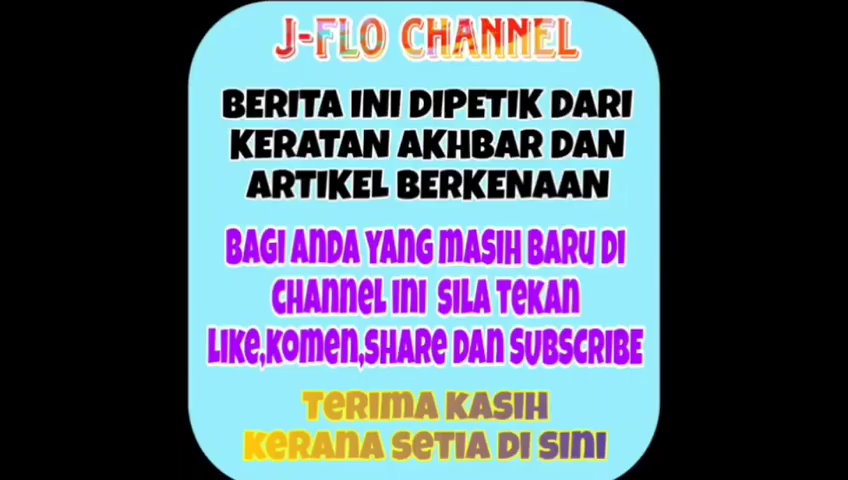 J-FLO CHANNEL
BERITA INI DIPETIK DARI
KERATAN AKHBAR DAN
ARTIKEL BERKENAAN
BAGI ANDA YANG MASIH BARU DI
CHANNEL INI SILA TEKAN
LIKE,KOMEN,SHARE DAN SUBSCRIBE
TERIMA KASIH
KERANA SETIA DI SINI